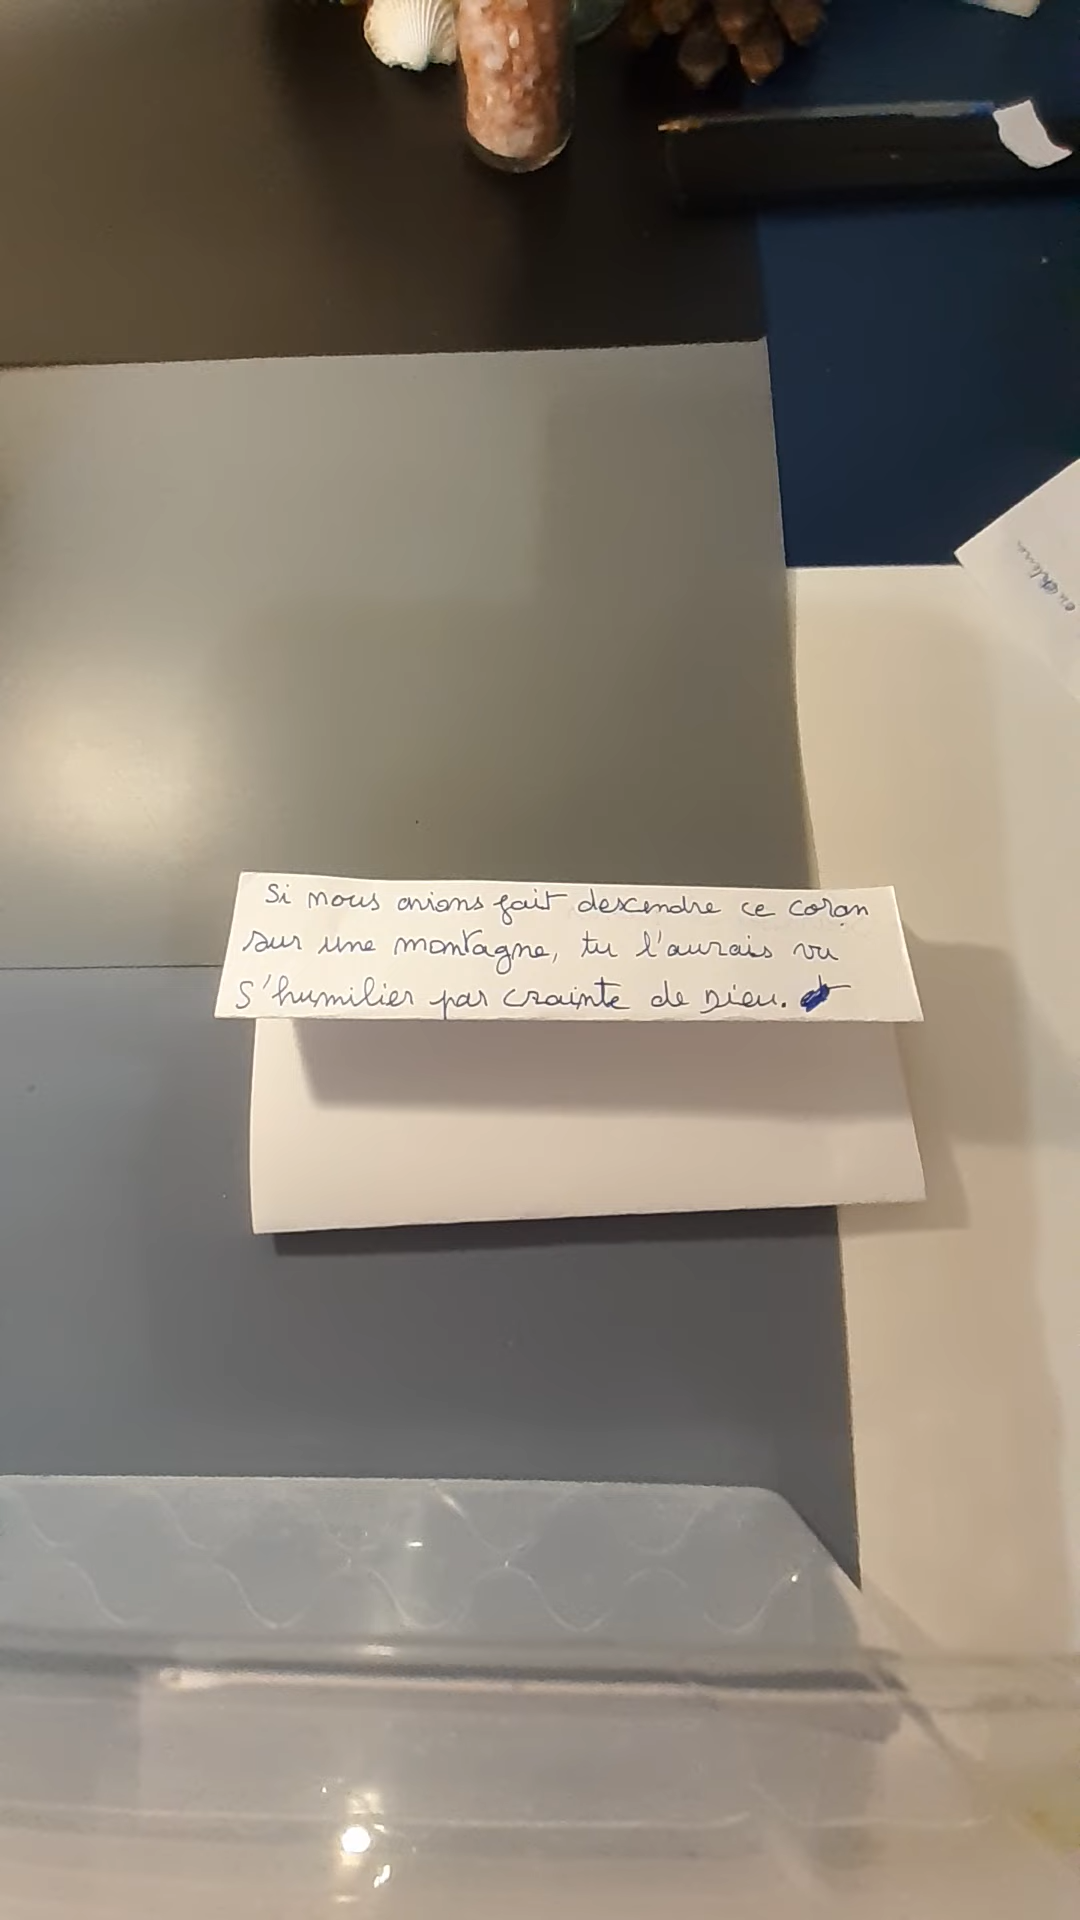 Si nous avions fait descendre ce coran
sur une montagne, tu l'aurais vu
s'humilier par crainte de Dieu.